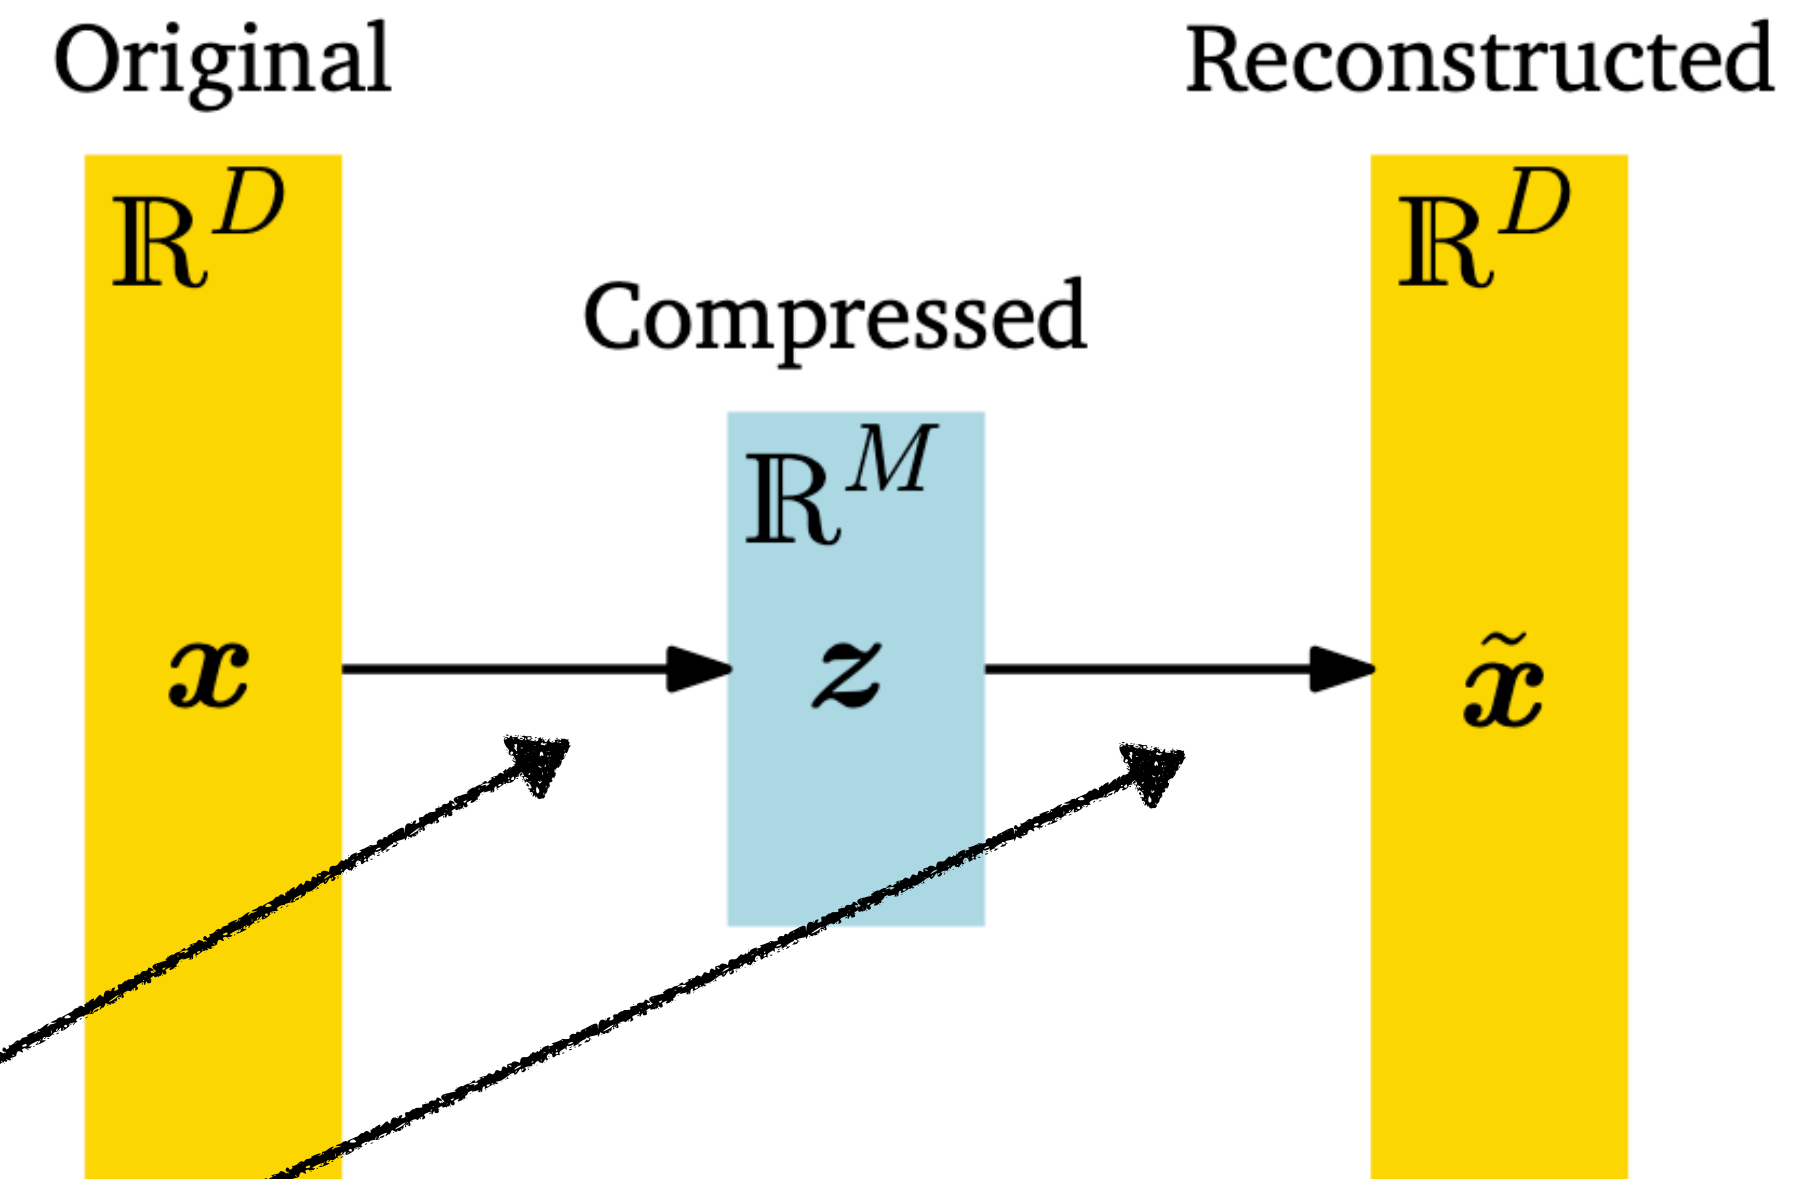 Original
Reconstructed
ℝ^D
ℝ^D
Compressed
ℝ^M
x
z
x̃